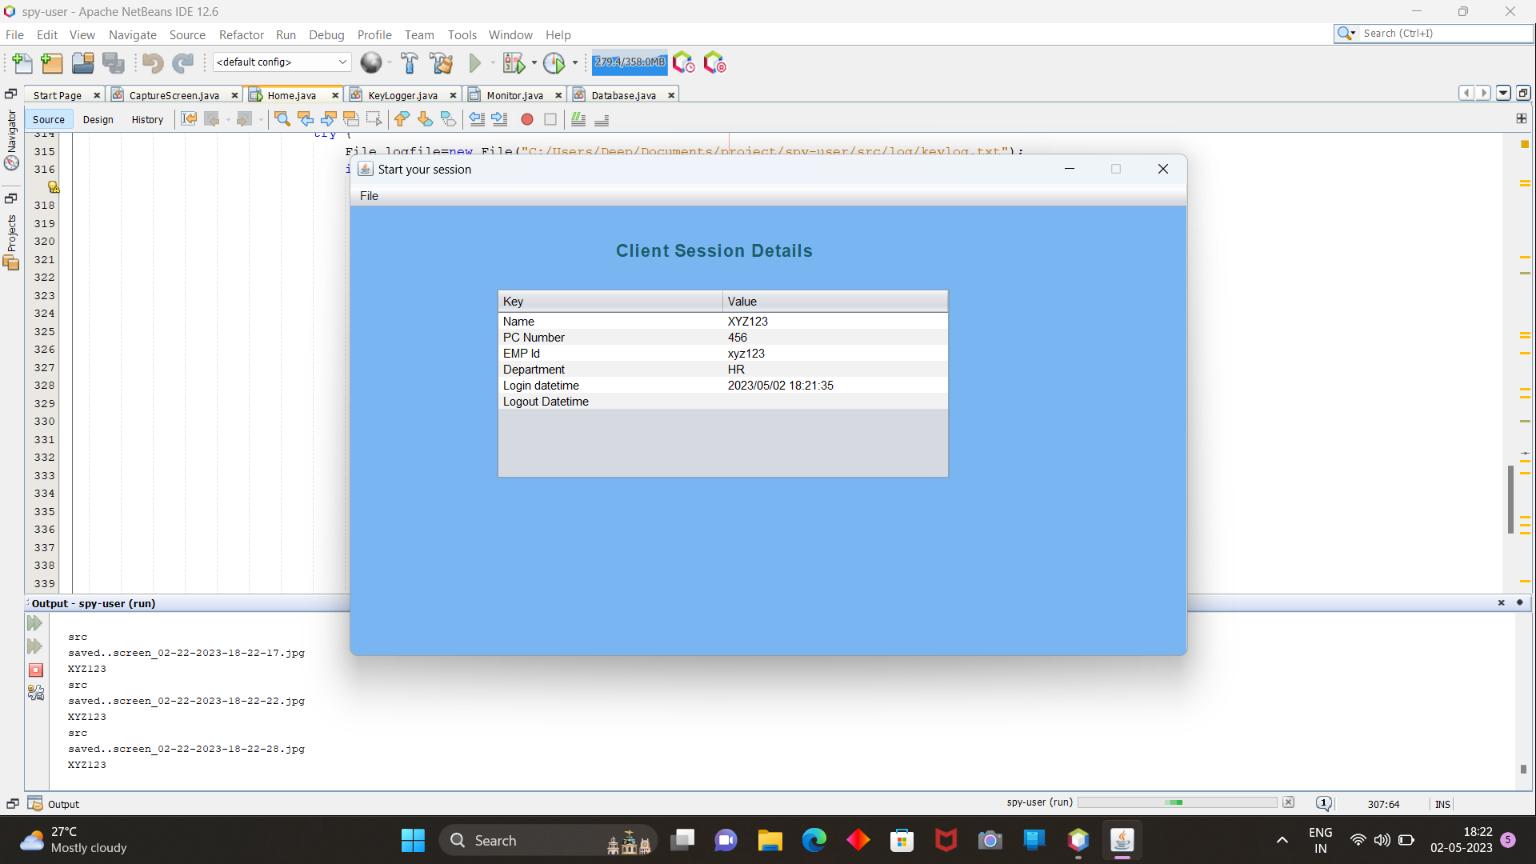 spy-user - Apache NetBeans IDE 12.6
File Edit View Navigate Source Refactor Run Debug Profile Team Tools Window Help
Search (Ctrl+I)
<default config>
279.4/358.0MB
Start Page CaptureScreen.java Home.java KeyLogger.java Monitor.java Database.java
Source Design History
Navigator
Projects
314 try {
315 File logfile=new File("C:/Users/Deep/Documents/project/spy-user/src/log/keylog.txt");
316
318
319
320
321
322
323
324
325
326
327
328
329
330
331
332
333
334
335
336
337
338
339
Start your session
File
Client Session Details
Key Value
Name XYZ123
PC Number 456
EMP Id xyz123
Department HR
Login datetime 2023/05/02 18:21:35
Logout Datetime
Output - spy-user (run)
src
saved..screen_02-22-2023-18-22-17.jpg
XYZ123
src
saved..screen_02-22-2023-18-22-22.jpg
XYZ123
src
saved..screen_02-22-2023-18-22-28.jpg
XYZ123
Output
spy-user (run)
1
307:64
INS
27°C
Mostly cloudy
Search
ENG
IN
18:22
02-05-2023
5